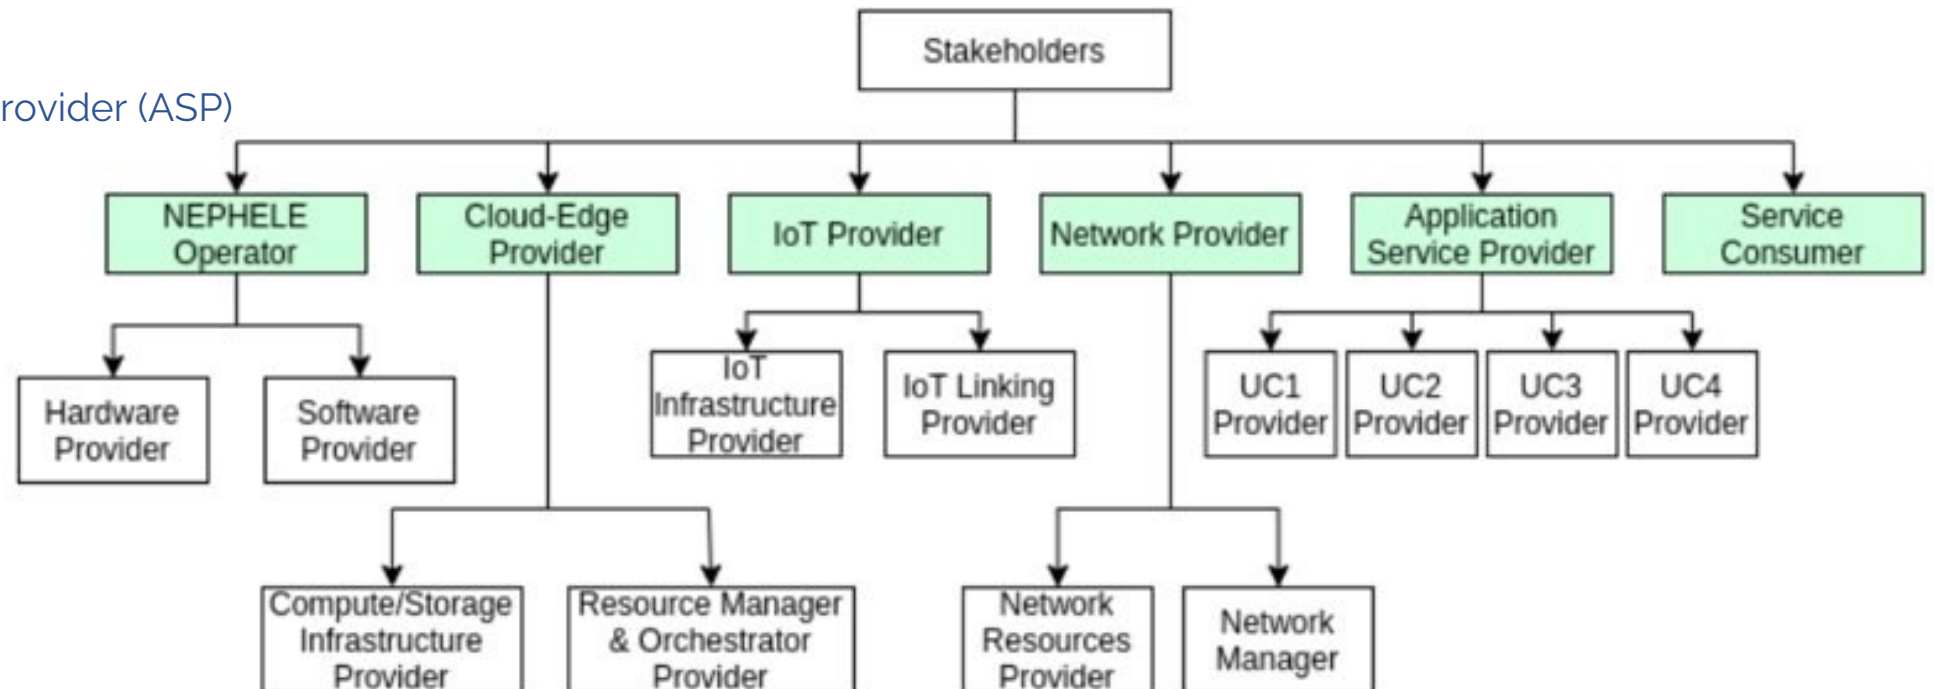 Stakeholders
rovider (ASP)
NEPHELE
Operator
Cloud-Edge
Provider
IoT Provider
Network Provider
Application
Service Provider
Service
Consumer
Hardware
Provider
Software
Provider
IoT
Infrastructure
Provider
IoT Linking
Provider
UC1
Provider
UC2
Provider
UC3
Provider
UC4
Provider
Compute/Storage
Infrastructure
Provider
Resource Manager
& Orchestrator
Provider
Network
Resources
Provider
Network
Manager